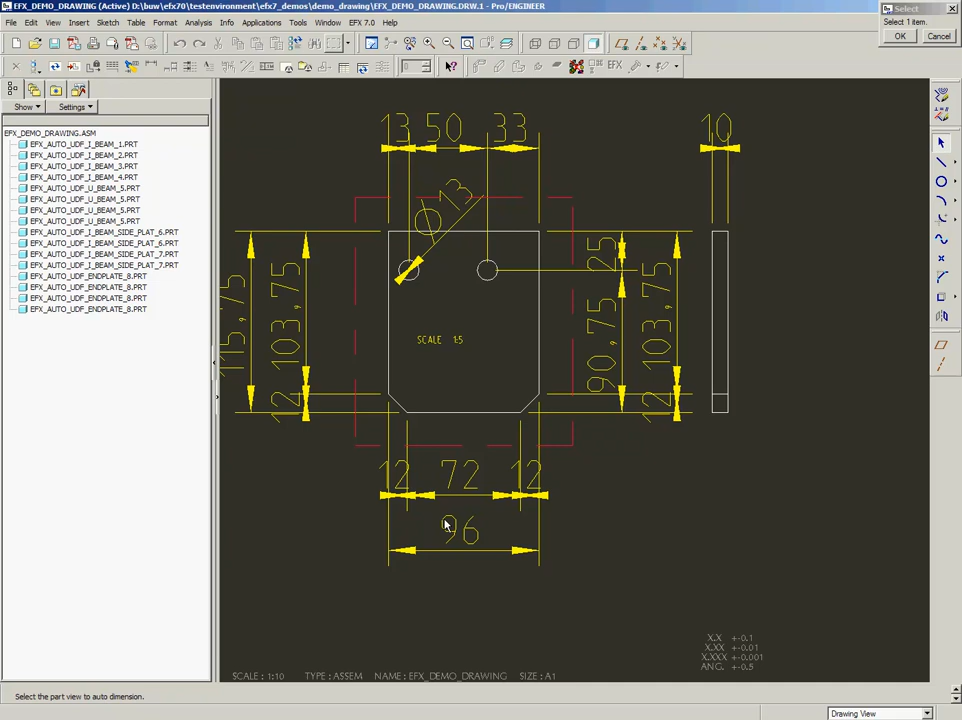 EFX_DEMO_DRAWING (Active) D:\buw\efx70\testenvironment\efx7_demos\demo_drawing\EFX_DEMO_DRAWING.DRW.1 - Pro/ENGINEER
Select
File Edit View Insert Sketch Table Format Analysis Info Applications Tools Window EFX 7.0 Help
Select 1 item.
OK Cancel
0 EFX
Show Settings
EFX_DEMO_DRAWING.ASM
EFX_AUTO_UDF_I_BEAM_1.PRT
EFX_AUTO_UDF_I_BEAM_2.PRT
EFX_AUTO_UDF_I_BEAM_3.PRT
EFX_AUTO_UDF_I_BEAM_4.PRT
EFX_AUTO_UDF_U_BEAM_5.PRT
EFX_AUTO_UDF_U_BEAM_5.PRT
EFX_AUTO_UDF_U_BEAM_5.PRT
EFX_AUTO_UDF_U_BEAM_5.PRT
EFX_AUTO_UDF_I_BEAM_SIDE_PLAT_6.PRT
EFX_AUTO_UDF_I_BEAM_SIDE_PLAT_6.PRT
EFX_AUTO_UDF_I_BEAM_SIDE_PLAT_7.PRT
EFX_AUTO_UDF_I_BEAM_SIDE_PLAT_7.PRT
EFX_AUTO_UDF_ENDPLATE_8.PRT
EFX_AUTO_UDF_ENDPLATE_8.PRT
EFX_AUTO_UDF_ENDPLATE_8.PRT
EFX_AUTO_UDF_ENDPLATE_8.PRT
13 50 33 10
Ø13
25
115,75
103,75
12
SCALE 1:5
90,75
103,75
12
12 72 12
96
X.X +-0.1
X.XX +-0.01
X.XXX +-0.001
ANG. +-0.5
SCALE : 1:10 TYPE : ASSEM NAME : EFX_DEMO_DRAWING SIZE : A1
Select the part view to auto dimension.
Drawing View